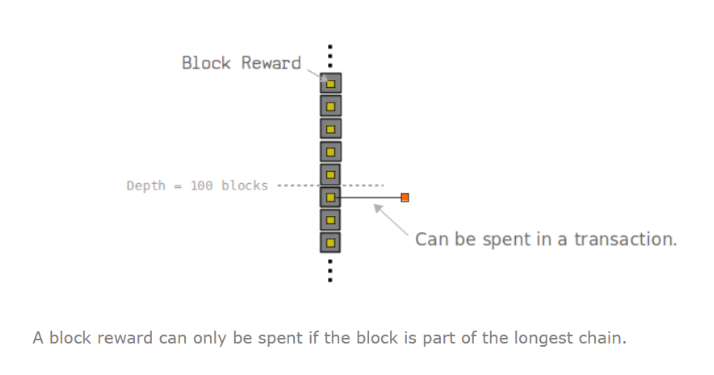 Block Reward
Depth = 100 blocks
Can be spent in a transaction.
A block reward can only be spent if the block is part of the longest chain.